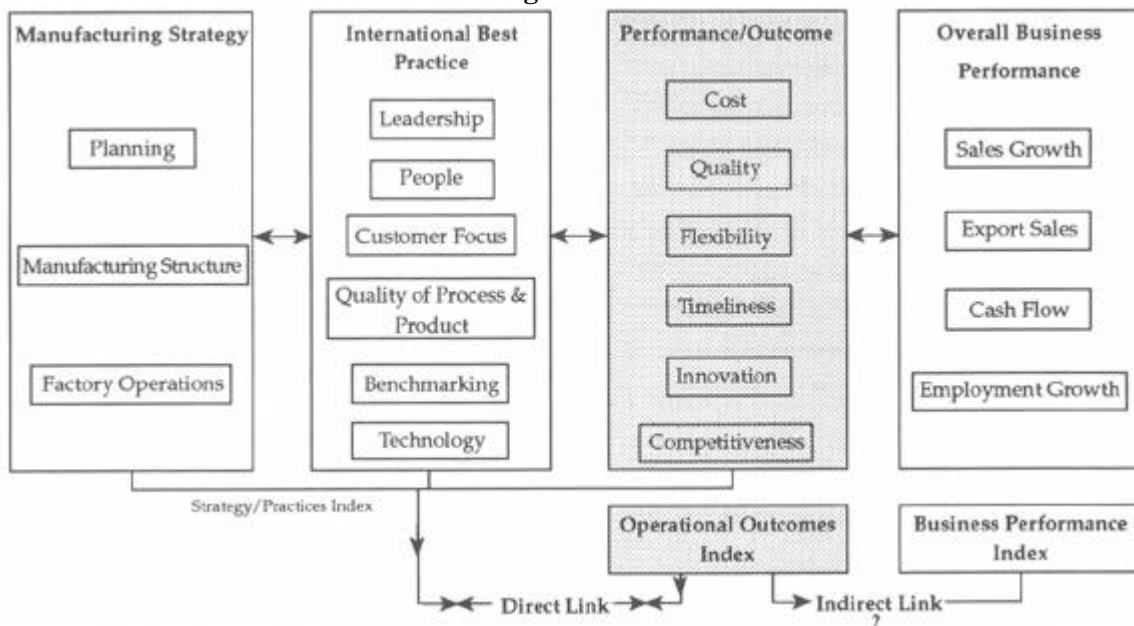 Manufacturing Strategy
Planning
Manufacturing Structure
Factory Operations
International Best
Practice
Leadership
People
Customer Focus
Quality of Process &
Product
Benchmarking
Technology
Performance/Outcome
Cost
Quality
Flexibility
Timeliness
Innovation
Competitiveness
Overall Business
Performance
Sales Growth
Export Sales
Cash Flow
Employment Growth
Strategy/Practices Index
Operational Outcomes
Index
Business Performance
Index
Direct Link
Indirect Link
?